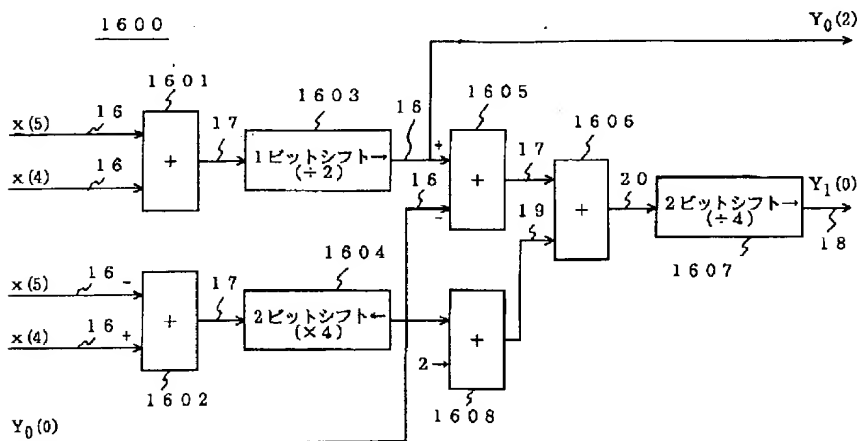 1600
Y₀(2)
1601
1603
1605
1606
x(5) 16
17
1ビットシフト→
(÷2)
16
+
17
x(4) 16
+
16
-
+
+
20
2ビットシフト→
(÷4)
Y₁(0)
18
19
1607
1604
x(5) 16 -
17
2ビットシフト←
(×4)
x(4) 16 +
+
+
2
1602
1608
Y₀(0)